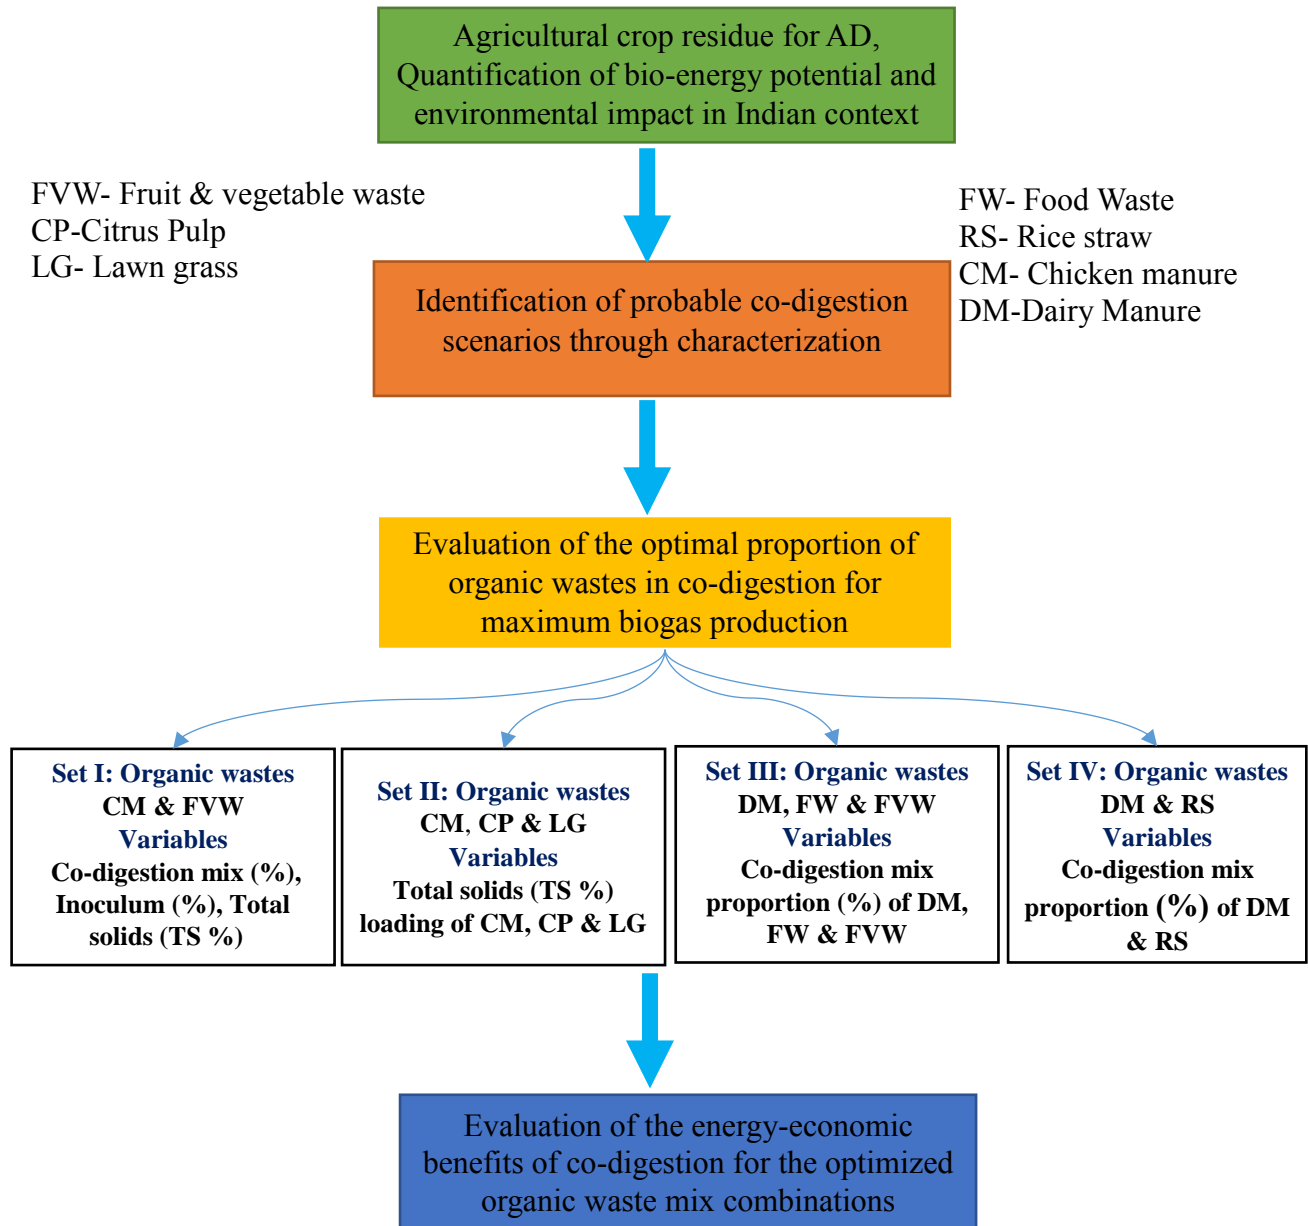 Agricultural crop residue for AD,
Quantification of bio-energy potential and
environmental impact in Indian context
FVW- Fruit & vegetable waste
CP-Citrus Pulp
LG- Lawn grass
FW- Food Waste
RS- Rice straw
CM- Chicken manure
DM-Dairy Manure
Identification of probable co-digestion
scenarios through characterization
Evaluation of the optimal proportion of
organic wastes in co-digestion for
maximum biogas production
Set I: Organic wastes
CM & FVW
Variables
Co-digestion mix (%),
Inoculum (%), Total
solids (TS %)
Set II: Organic wastes
CM, CP & LG
Variables
Total solids (TS %)
loading of CM, CP & LG
Set III: Organic wastes
DM, FW & FVW
Variables
Co-digestion mix
proportion (%) of DM,
FW & FVW
Set IV: Organic wastes
DM & RS
Variables
Co-digestion mix
proportion (%) of DM
& RS
Evaluation of the energy-economic
benefits of co-digestion for the optimized
organic waste mix combinations